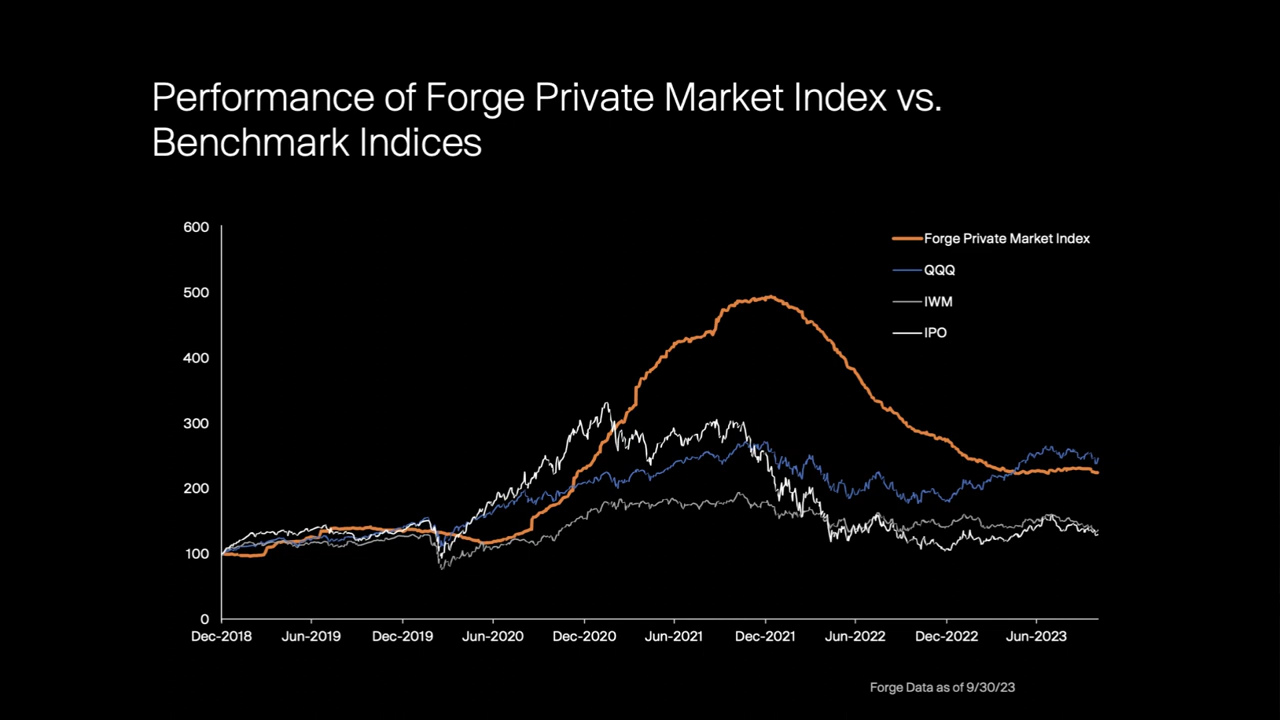 Performance of Forge Private Market Index vs.
Benchmark Indices
600
500
400
300
200
100
0
Forge Private Market Index
QQQ
IWM
IPO
Dec-2018
Jun-2019
Dec-2019
Jun-2020
Dec-2020
Jun-2021
Dec-2021
Jun-2022
Dec-2022
Jun-2023
Forge Data as of 9/30/23